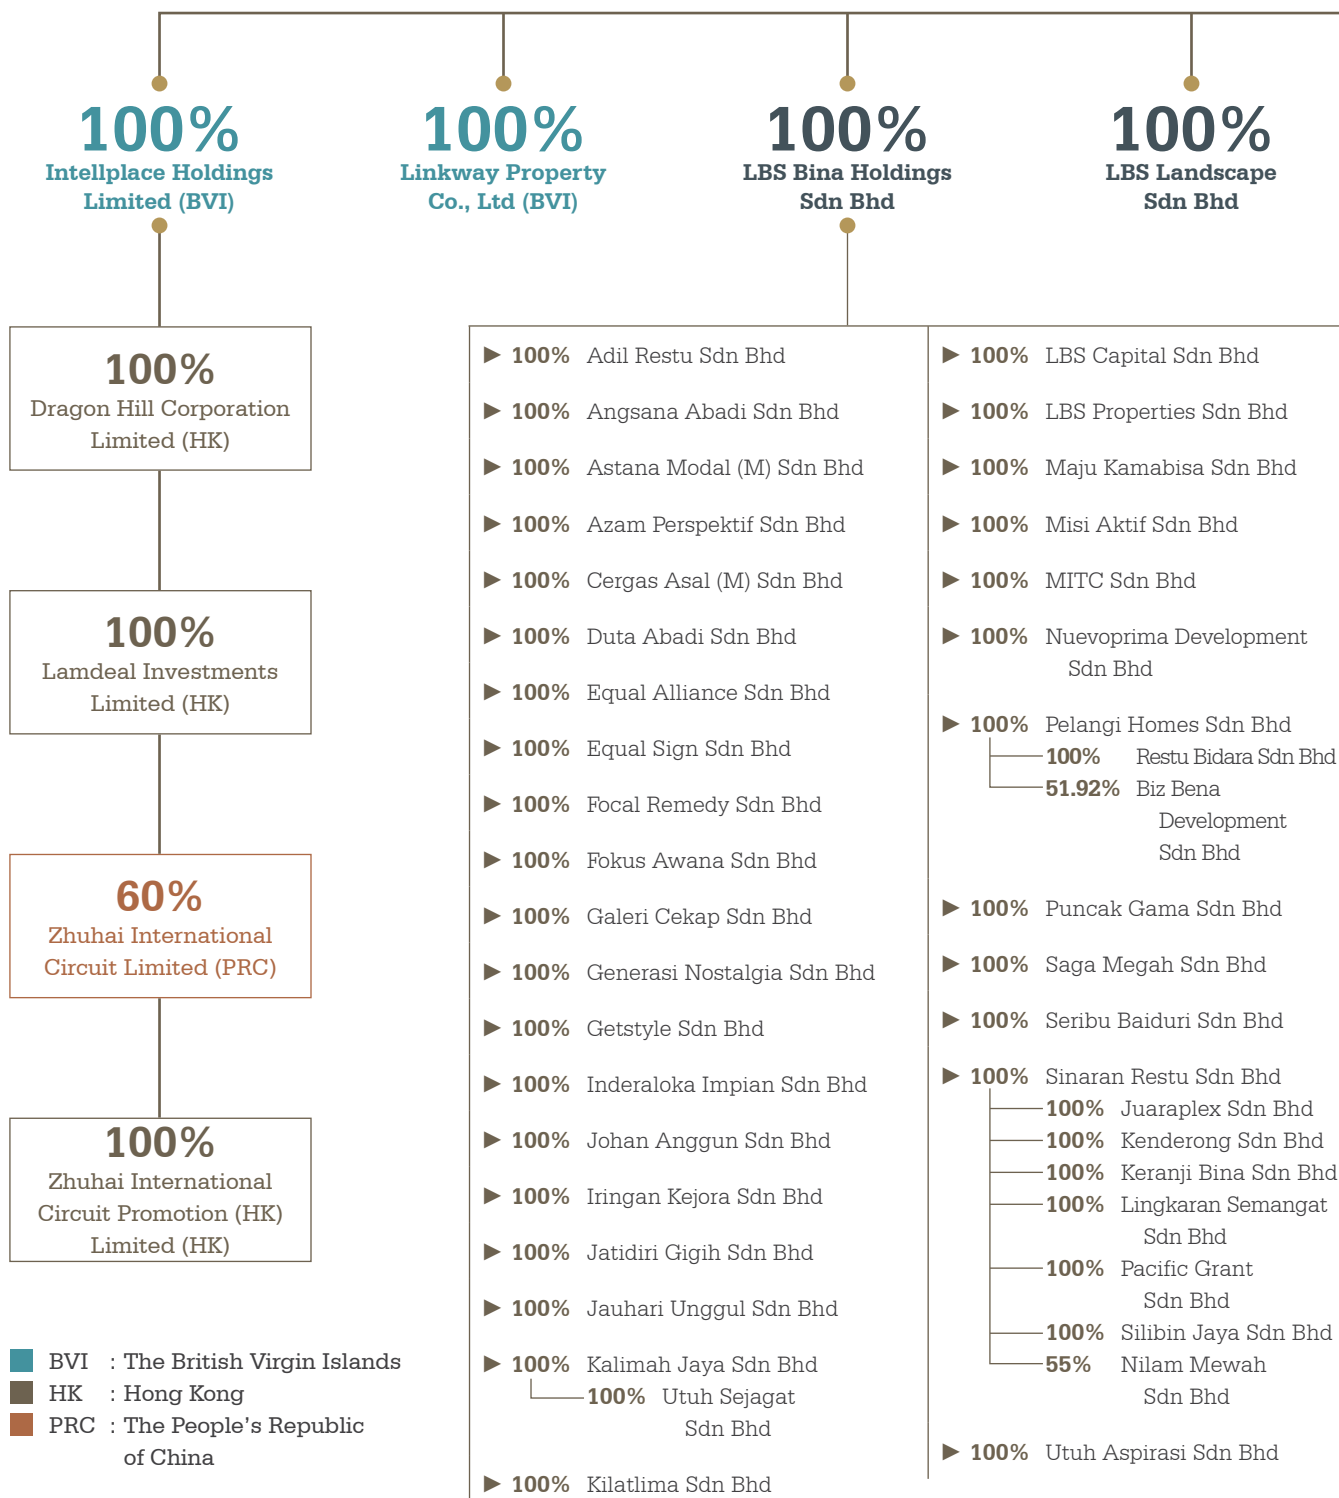 100%
Intellplace Holdings
Limited (BVI)
100%
Linkway Property
Co., Ltd (BVI)
100%
LBS Bina Holdings
Sdn Bhd
100%
LBS Landscape
Sdn Bhd
100%
Dragon Hill Corporation
Limited (HK)
100%
Lamdeal Investments
Limited (HK)
60%
Zhuhai International
Circuit Limited (PRC)
100%
Zhuhai International
Circuit Promotion (HK)
Limited (HK)
BVI : The British Virgin Islands
HK : Hong Kong
PRC : The People's Republic
of China
► 100% Adil Restu Sdn Bhd
► 100% Angsana Abadi Sdn Bhd
► 100% Astana Modal (M) Sdn Bhd
► 100% Azam Perspektif Sdn Bhd
► 100% Cergas Asal (M) Sdn Bhd
► 100% Duta Abadi Sdn Bhd
► 100% Equal Alliance Sdn Bhd
► 100% Equal Sign Sdn Bhd
► 100% Focal Remedy Sdn Bhd
► 100% Fokus Awana Sdn Bhd
► 100% Galeri Cekap Sdn Bhd
► 100% Generasi Nostalgia Sdn Bhd
► 100% Getstyle Sdn Bhd
► 100% Inderaloka Impian Sdn Bhd
► 100% Johan Anggun Sdn Bhd
► 100% Iringan Kejora Sdn Bhd
► 100% Jatidiri Gigih Sdn Bhd
► 100% Jauhari Unggul Sdn Bhd
► 100% Kalimah Jaya Sdn Bhd
100% Utuh Sejagat
Sdn Bhd
► 100% Kilatlima Sdn Bhd
► 100% LBS Capital Sdn Bhd
► 100% LBS Properties Sdn Bhd
► 100% Maju Kamabisa Sdn Bhd
► 100% Misi Aktif Sdn Bhd
► 100% MITC Sdn Bhd
► 100% Nuevoprima Development
Sdn Bhd
► 100% Pelangi Homes Sdn Bhd
100% Restu Bidara Sdn Bhd
51.92% Biz Bena
Development
Sdn Bhd
► 100% Puncak Gama Sdn Bhd
► 100% Saga Megah Sdn Bhd
► 100% Seribu Baiduri Sdn Bhd
► 100% Sinaran Restu Sdn Bhd
100% Juaraplex Sdn Bhd
100% Kenderong Sdn Bhd
100% Keranji Bina Sdn Bhd
100% Lingkaran Semangat
Sdn Bhd
100% Pacific Grant
Sdn Bhd
100% Silibin Jaya Sdn Bhd
55% Nilam Mewah
Sdn Bhd
► 100% Utuh Aspirasi Sdn Bhd